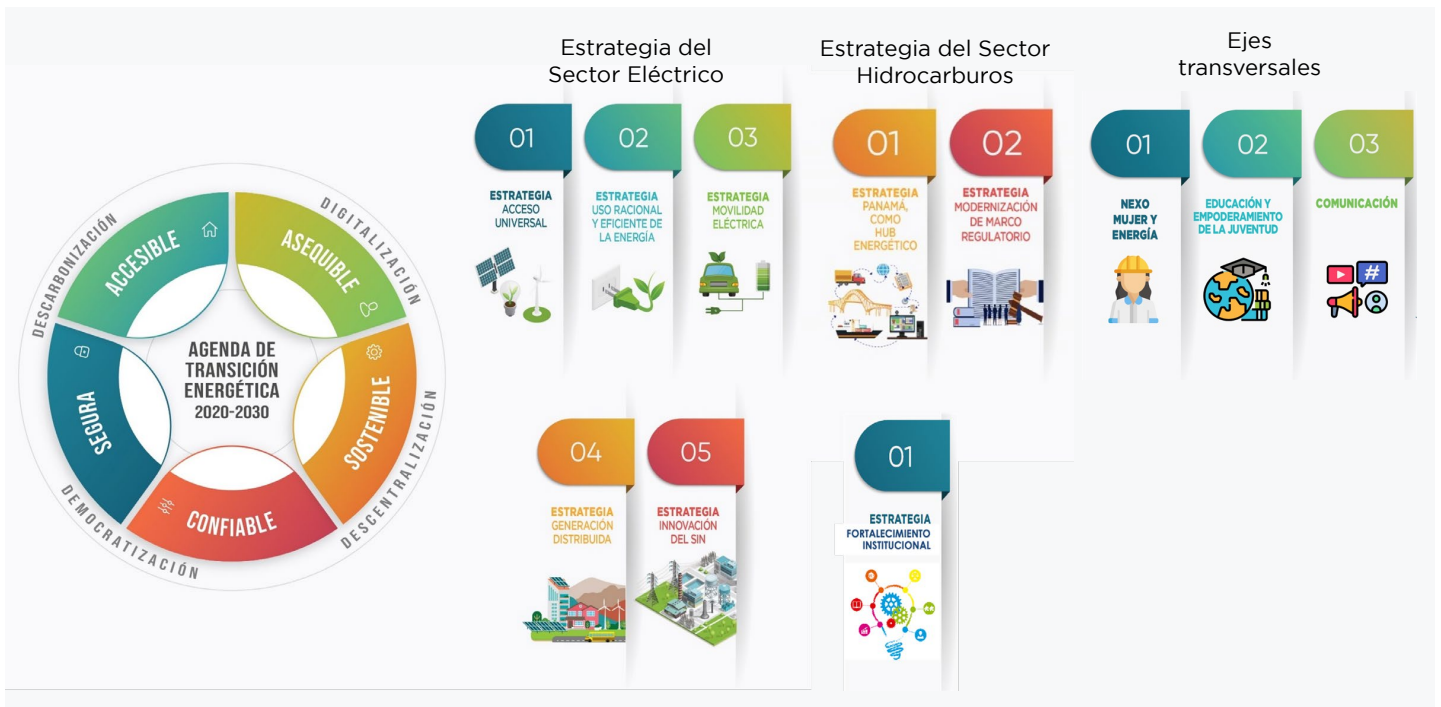 DESCARBONIZACIÓN
DIGITALIZACIÓN
DESCENTRALIZACIÓN
DEMOCRATIZACIÓN
ACCESIBLE
ASEQUIBLE
SOSTENIBLE
CONFIABLE
SEGURA
AGENDA DE
TRANSICIÓN
ENERGÉTICA
2020-2030
Estrategia del
Sector Eléctrico
01
ESTRATEGIA
ACCESO
UNIVERSAL
02
ESTRATEGIA
USO RACIONAL
Y EFICIENTE DE
LA ENERGÍA
03
ESTRATEGIA
MOVILIDAD
ELÉCTRICA
04
ESTRATEGIA
GENERACIÓN
DISTRIBUIDA
05
ESTRATEGIA
INNOVACIÓN
DEL SIN
Estrategia del Sector
Hidrocarburos
01
ESTRATEGIA
PANAMÁ,
COMO
HUB
ENERGÉTICO
02
ESTRATEGIA
MODERNIZACIÓN
DE MARCO
REGULATORIO
01
ESTRATEGIA
FORTALECIMIENTO
INSTITUCIONAL
Ejes
transversales
01
NEXO
MUJER Y
ENERGÍA
02
EDUCACIÓN Y
EMPODERAMIENTO
DE LA JUVENTUD
03
COMUNICACIÓN
#